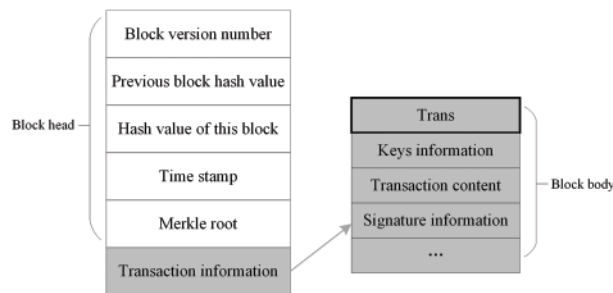 Block version number
Previous block hash value
Block head
Hash value of this block
Time stamp
Merkle root
Transaction information
Trans
Keys information
Transaction content
Block body
Signature information
...